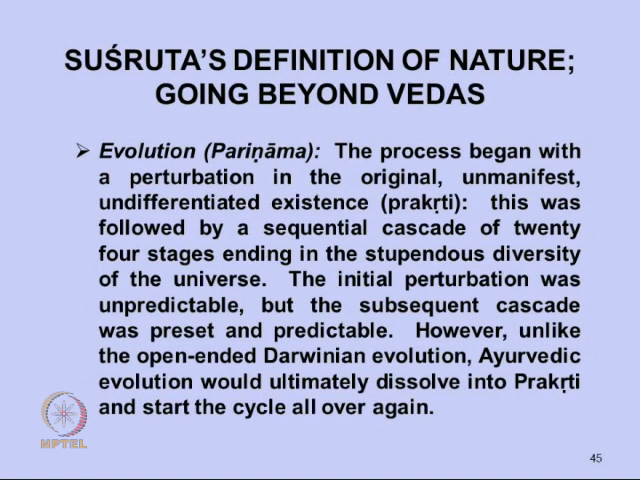 SUŚRUTA'S DEFINITION OF NATURE;
GOING BEYOND VEDAS
➢ Evolution (Pariṇāma): The process began with
a perturbation in the original, unmanifest,
undifferentiated existence (prakṛti): this was
followed by a sequential cascade of twenty
four stages ending in the stupendous diversity
of the universe. The initial perturbation was
unpredictable, but the subsequent cascade
was preset and predictable. However, unlike
the open-ended Darwinian evolution, Ayurvedic
evolution would ultimately dissolve into Prakṛti
and start the cycle all over again.
NPTEL
45